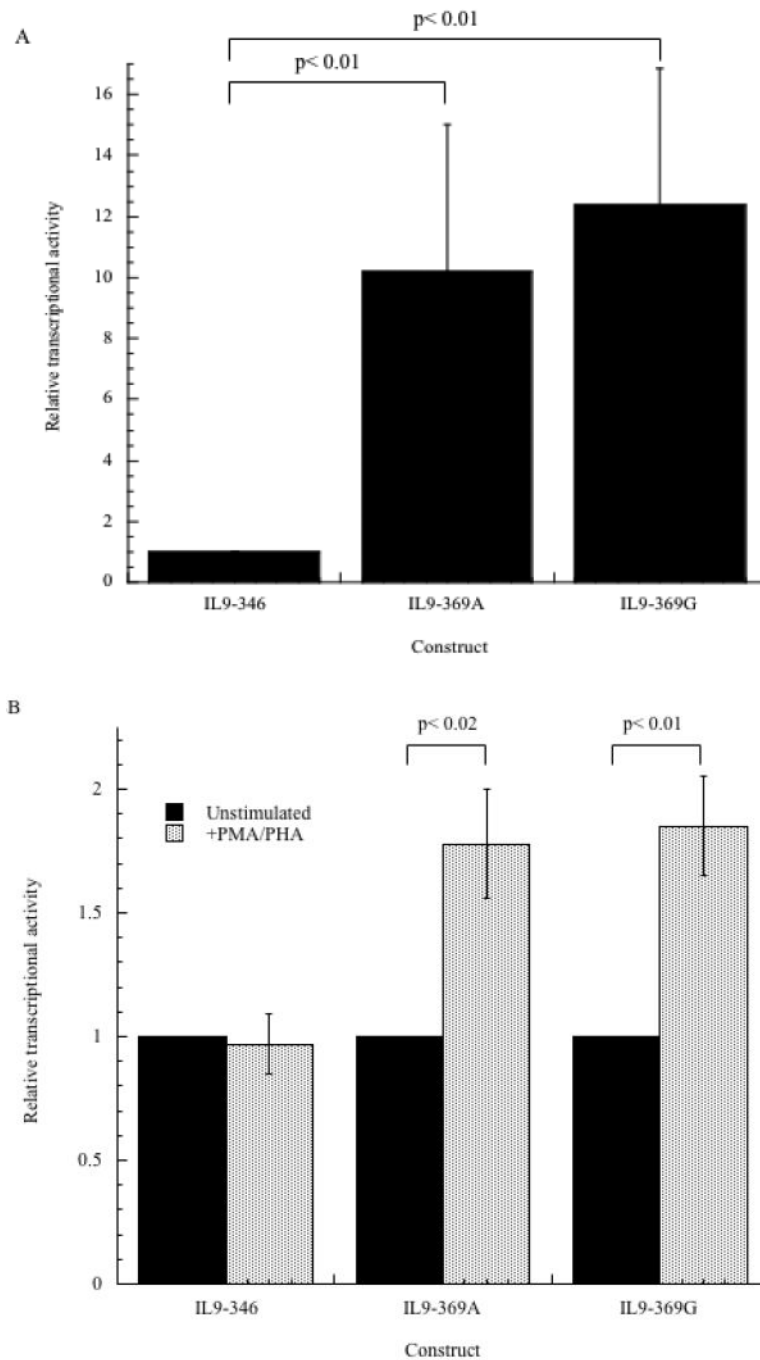 A
p< 0.01
p< 0.01
16
14
12
10
8
6
4
2
0
Relative transcriptional activity
IL9-346 IL9-369A IL9-369G
Construct
B
p< 0.02 p< 0.01
Unstimulated
+PMA/PHA
2
1.5
1
0.5
0
Relative transcriptional activity
IL9-346 IL9-369A IL9-369G
Construct